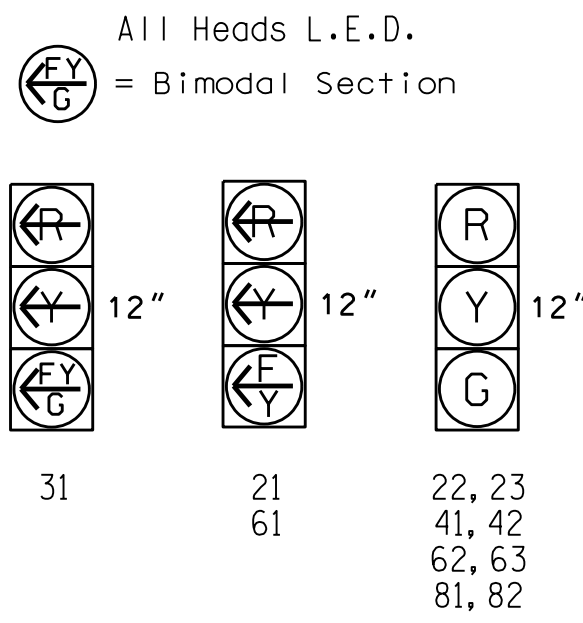 All Heads L.E.D.
FY
G
= Bimodal Section
R
Y
FY
G
12"
31
R
Y
F
Y
12"
21
61
R
Y
G
12"
22, 23
41, 42
62, 63
81, 82